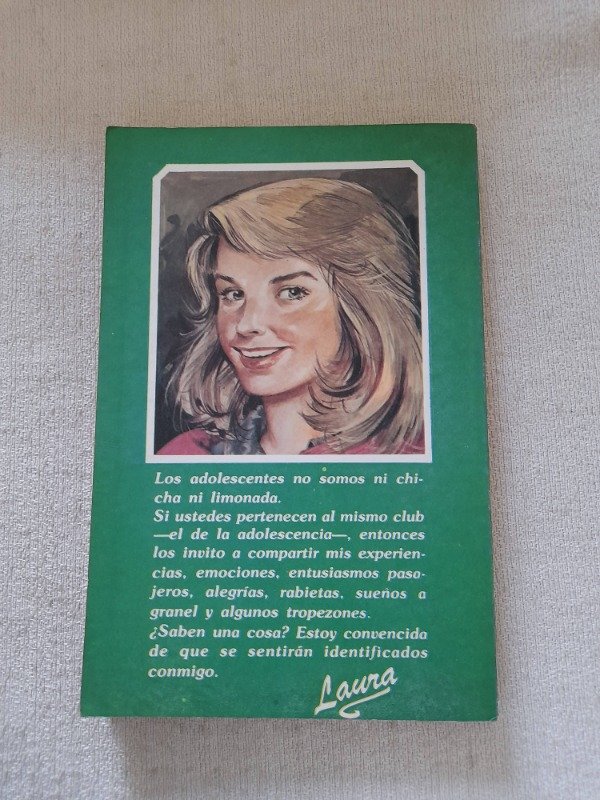 Los adolescentes no somos ni chi-
cha ni limonada.
Si ustedes pertenecen al mismo club
—el de la adolescencia—, entonces
los invito a compartir mis experien-
cias, emociones, entusiasmos pasa-
jeros, alegrías, rabietas, sueños a
granel y algunos tropezones.
¿Saben una cosa? Estoy convencida
de que se sentirán identificados
conmigo.
Laura